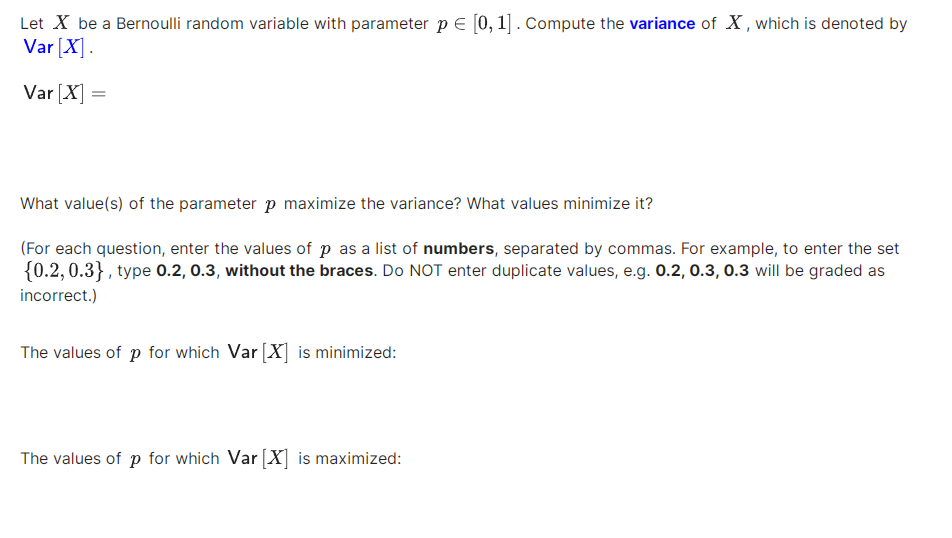 Let X be a Bernoulli random variable with parameter p ∈ [0, 1] . Compute the variance of X , which is denoted by
Var [X] .
Var [X] =
What value(s) of the parameter p maximize the variance? What values minimize it?
(For each question, enter the values of p as a list of numbers, separated by commas. For example, to enter the set
{0.2, 0.3} , type 0.2, 0.3, without the braces. Do NOT enter duplicate values, e.g. 0.2, 0.3, 0.3 will be graded as
incorrect.)
The values of p for which Var [X] is minimized:
The values of p for which Var [X] is maximized: